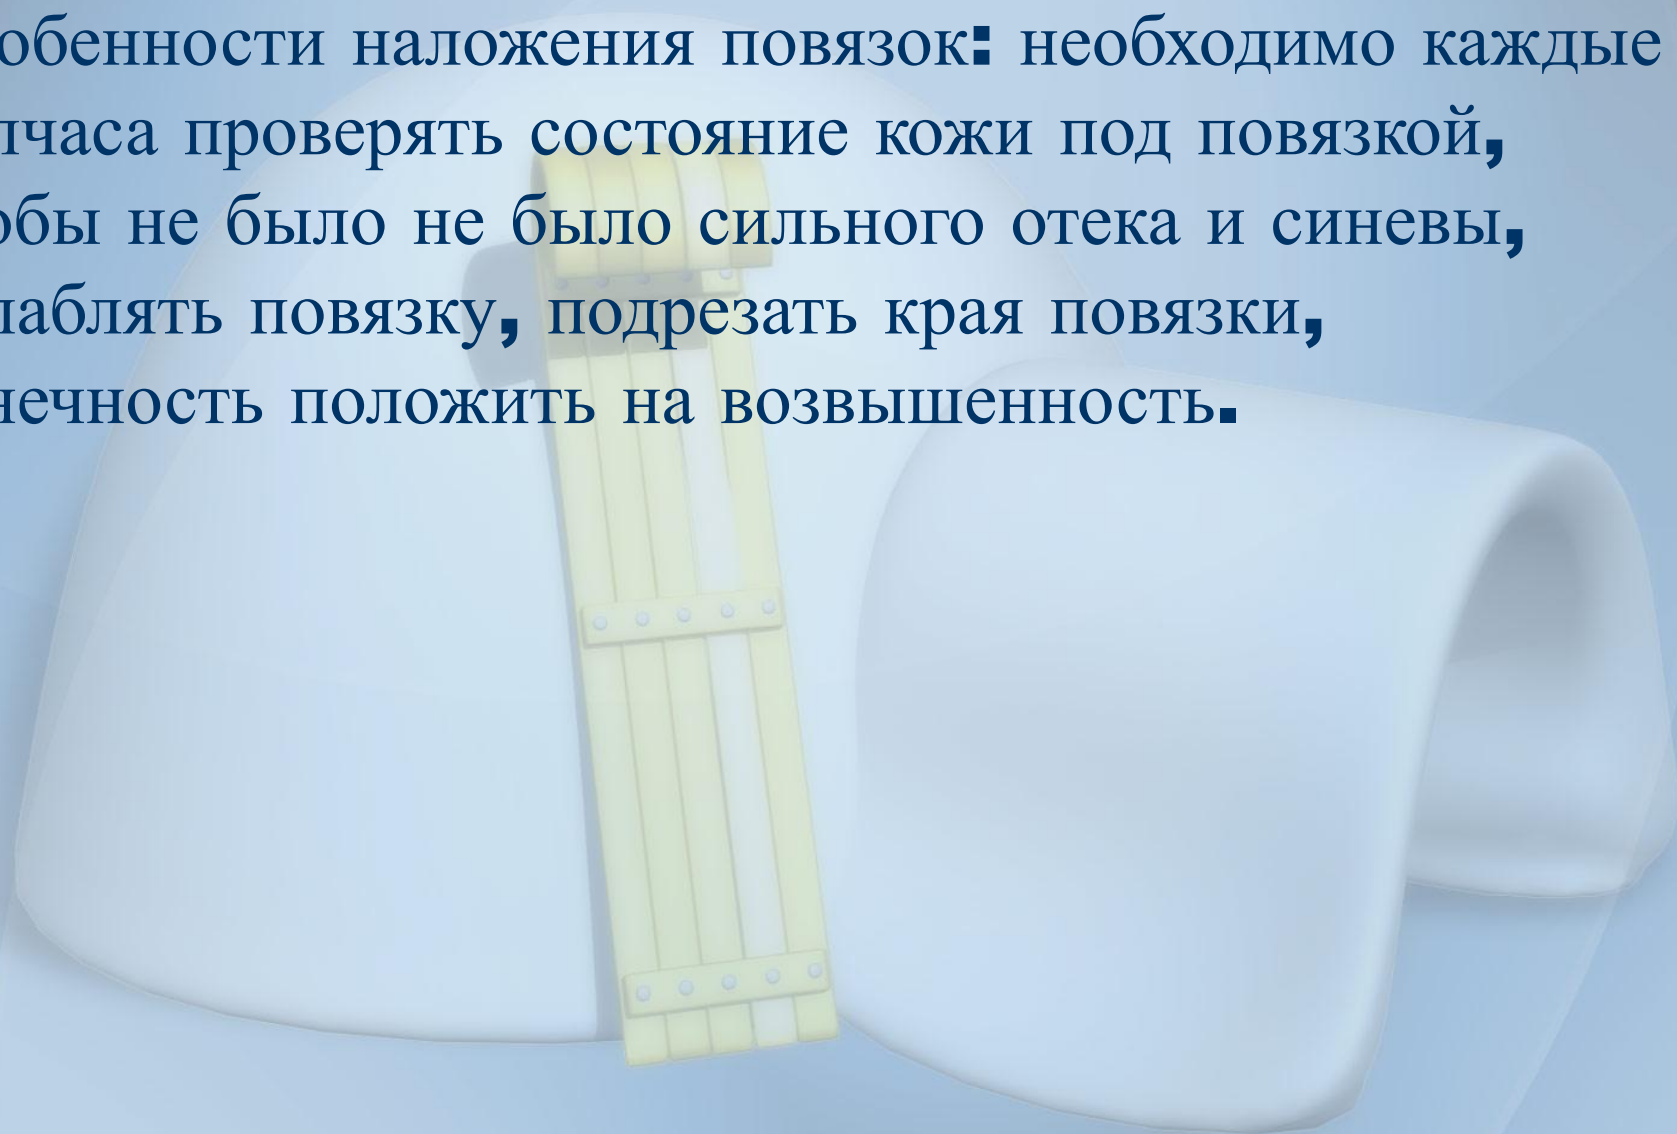 обенности наложения повязок: необходимо каждые
лчаса проверять состояние кожи под повязкой,
обы не было не было сильного отека и синевы,
лаблять повязку, подрезать края повязки,
нечность положить на возвышенность.